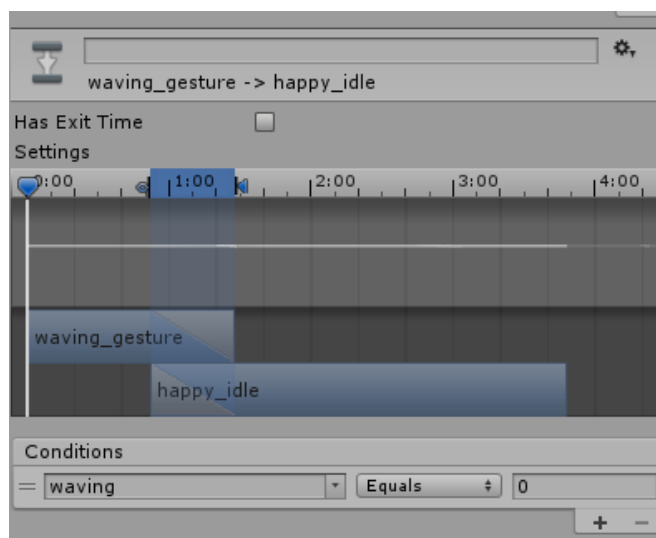 waving_gesture -> happy_idle
Has Exit Time
Settings
0:00 1:00 2:00 3:00 4:00
waving_gesture
happy_idle
Conditions
= waving Equals 0
+ -